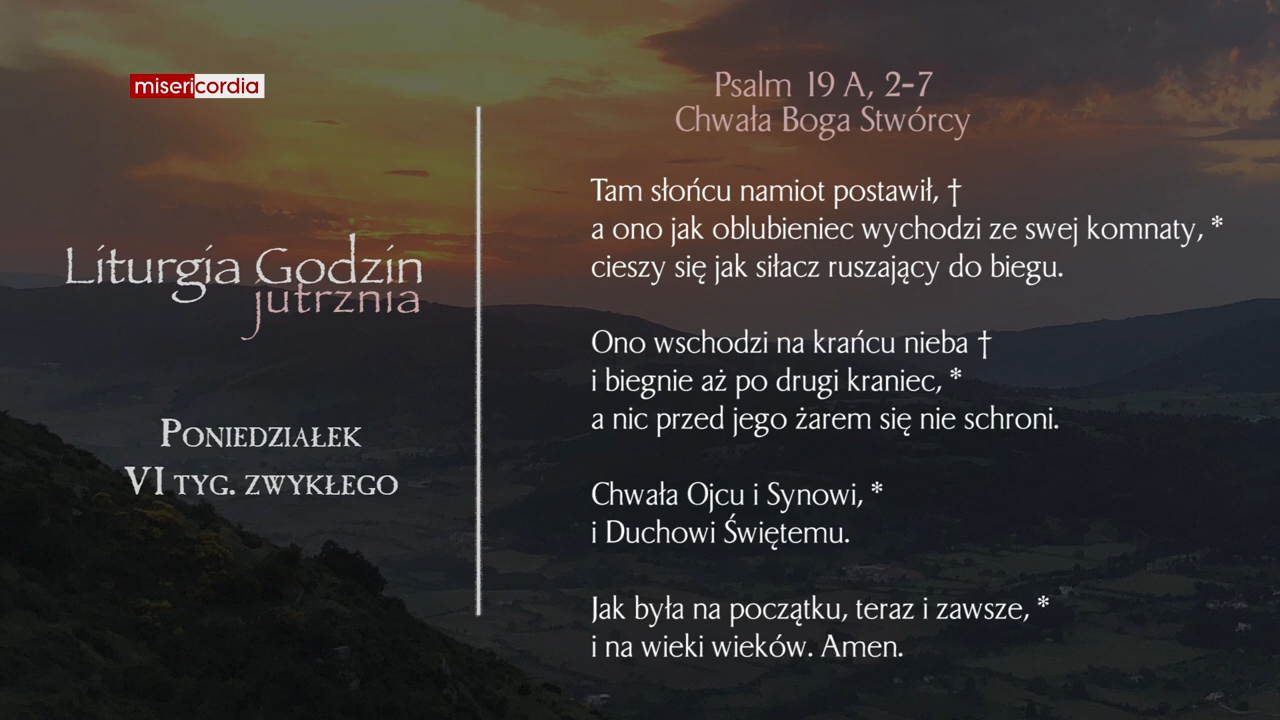 misericordia
Liturgia Godzin
jutrznia
Poniedziałek
VI tyg. zwykłego
Psalm 19 A, 2-7
Chwała Boga Stwórcy
Tam słońcu namiot postawił, †
a ono jak oblubieniec wychodzi ze swej komnaty, *
cieszy się jak siłacz ruszający do biegu.
Ono wschodzi na krańcu nieba †
i biegnie aż po drugi kraniec, *
a nic przed jego żarem się nie schroni.
Chwała Ojcu i Synowi, *
i Duchowi Świętemu.
Jak była na początku, teraz i zawsze, *
i na wieki wieków. Amen.